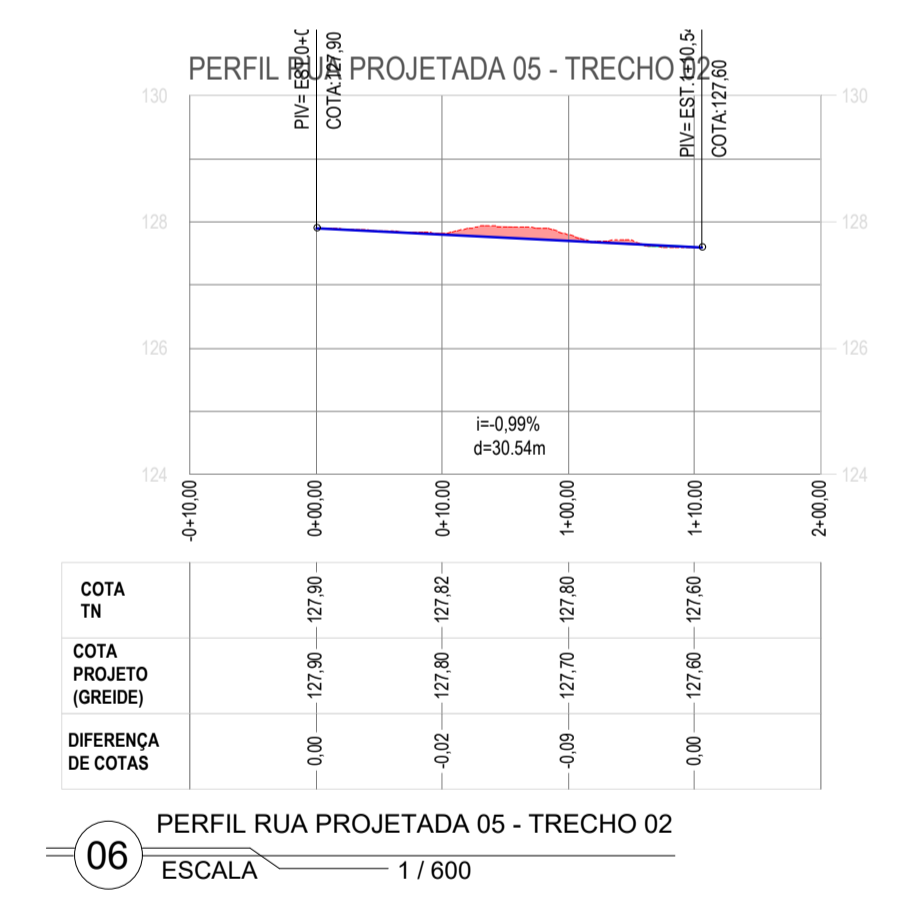 PERFIL RUA PROJETADA 05 - TRECHO 02
PIV= EST.0+0
COTA:127,90
PIV= EST.1+10,54
COTA:127,60
130
130
128
128
126
126
124
124
i=-0,99%
d=30.54m
-0+10,00
0+00,00
0+10.00
1+00,00
1+10.00
2+00,00
COTA
TN
127,90
127,82
127,80
127,60
COTA
PROJETO
(GREIDE)
127,90
127,80
127,70
127,60
DIFERENÇA
DE COTAS
0,00
-0,02
-0,09
0,00
06
PERFIL RUA PROJETADA 05 - TRECHO 02
ESCALA
1 / 600